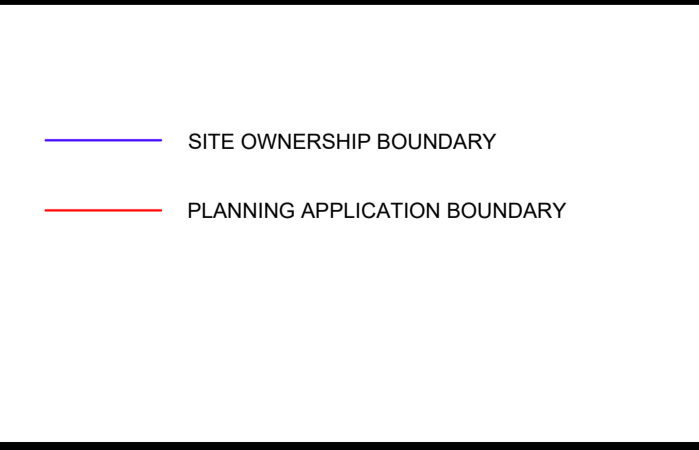 SITE OWNERSHIP BOUNDARY
PLANNING APPLICATION BOUNDARY